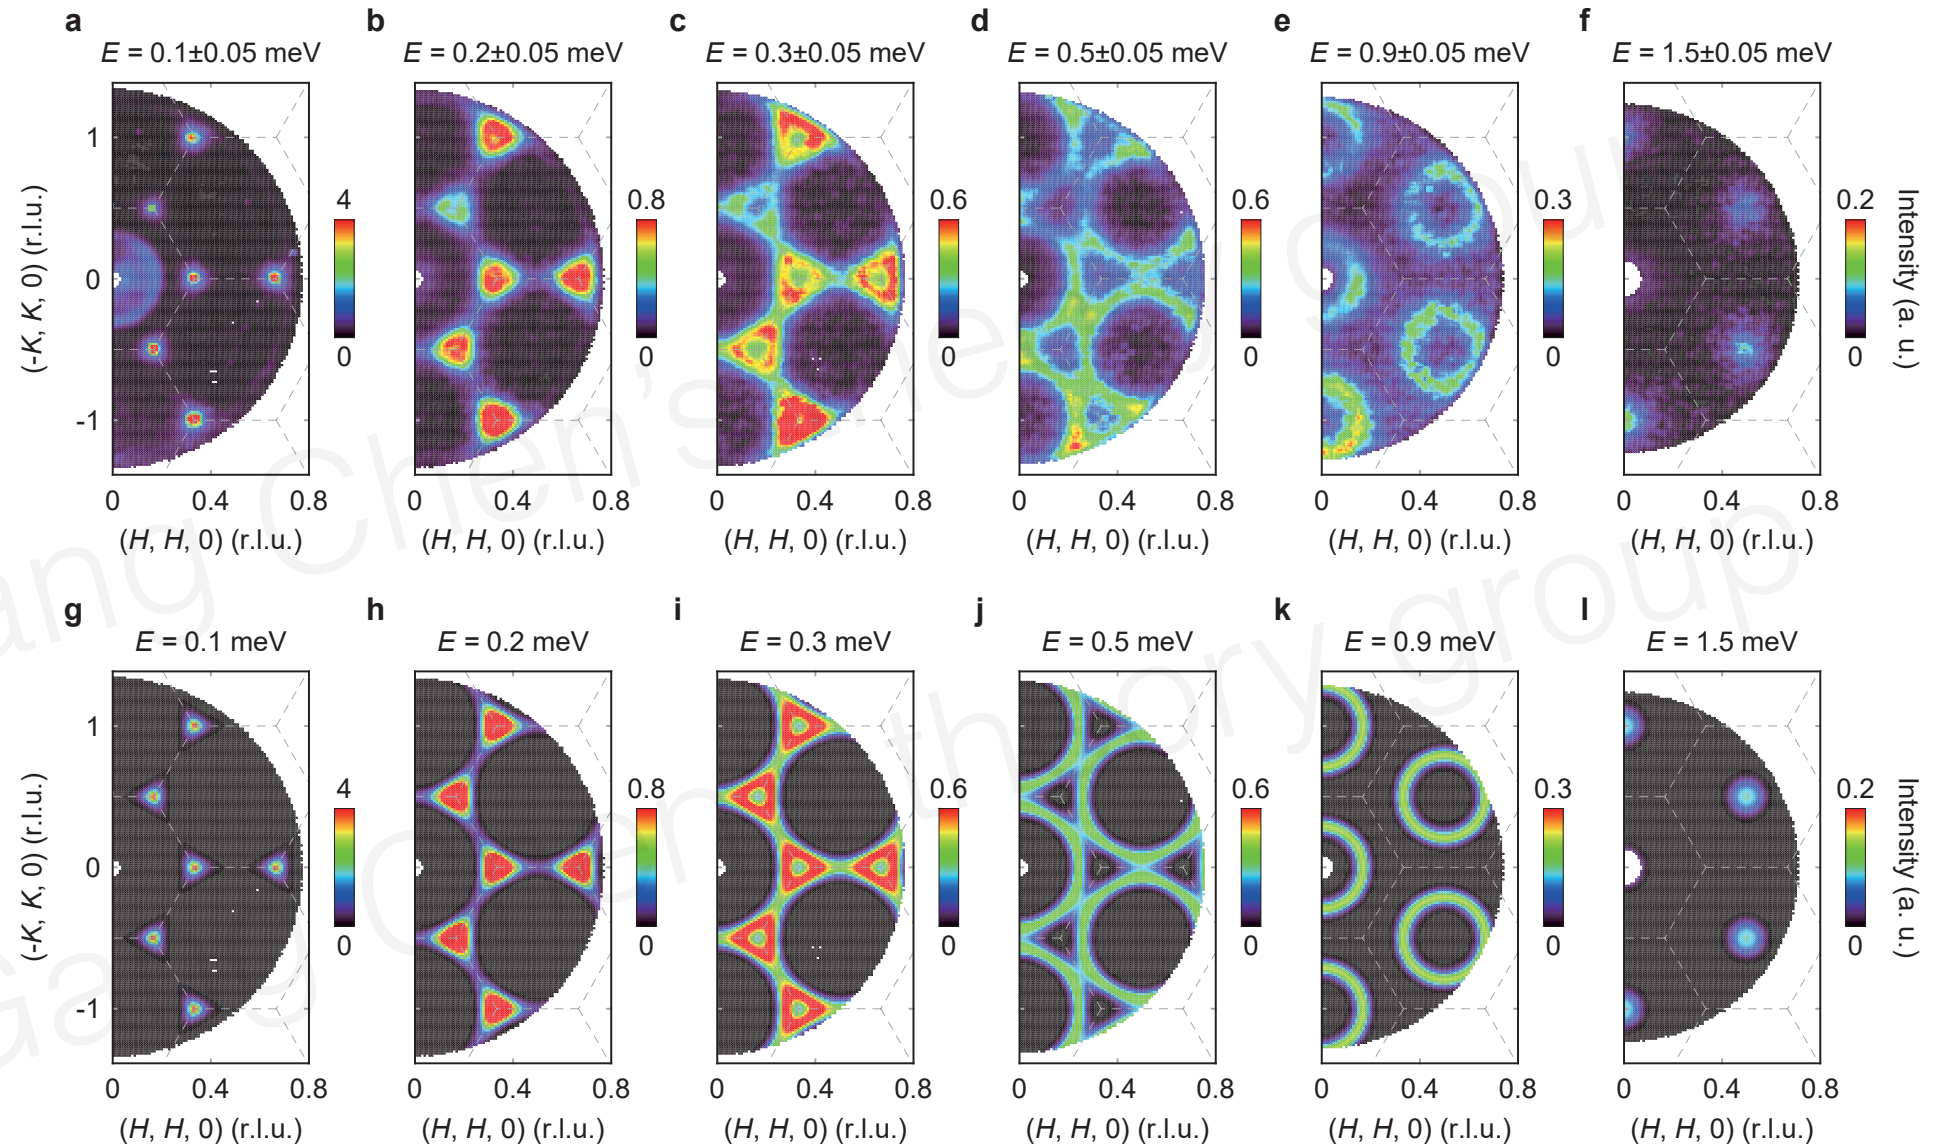 a b c d e f
E = 0.1±0.05 meV E = 0.2±0.05 meV E = 0.3±0.05 meV E = 0.5±0.05 meV E = 0.9±0.05 meV E = 1.5±0.05 meV
(-K, K, 0) (r.l.u.)
1
0
-1
4 0.8 0.6 0.6 0.3 0.2
0 0 0 0 0 0
Intensity (a. u.)
0 0.4 0.8 0 0.4 0.8 0 0.4 0.8 0 0.4 0.8 0 0.4 0.8 0 0.4 0.8
(H, H, 0) (r.l.u.) (H, H, 0) (r.l.u.) (H, H, 0) (r.l.u.) (H, H, 0) (r.l.u.) (H, H, 0) (r.l.u.) (H, H, 0) (r.l.u.)
g h i j k l
E = 0.1 meV E = 0.2 meV E = 0.3 meV E = 0.5 meV E = 0.9 meV E = 1.5 meV
(-K, K, 0) (r.l.u.)
1
0
-1
4 0.8 0.6 0.6 0.3 0.2
0 0 0 0 0 0
Intensity (a. u.)
0 0.4 0.8 0 0.4 0.8 0 0.4 0.8 0 0.4 0.8 0 0.4 0.8 0 0.4 0.8
(H, H, 0) (r.l.u.) (H, H, 0) (r.l.u.) (H, H, 0) (r.l.u.) (H, H, 0) (r.l.u.) (H, H, 0) (r.l.u.) (H, H, 0) (r.l.u.)
Gang Chen theory group